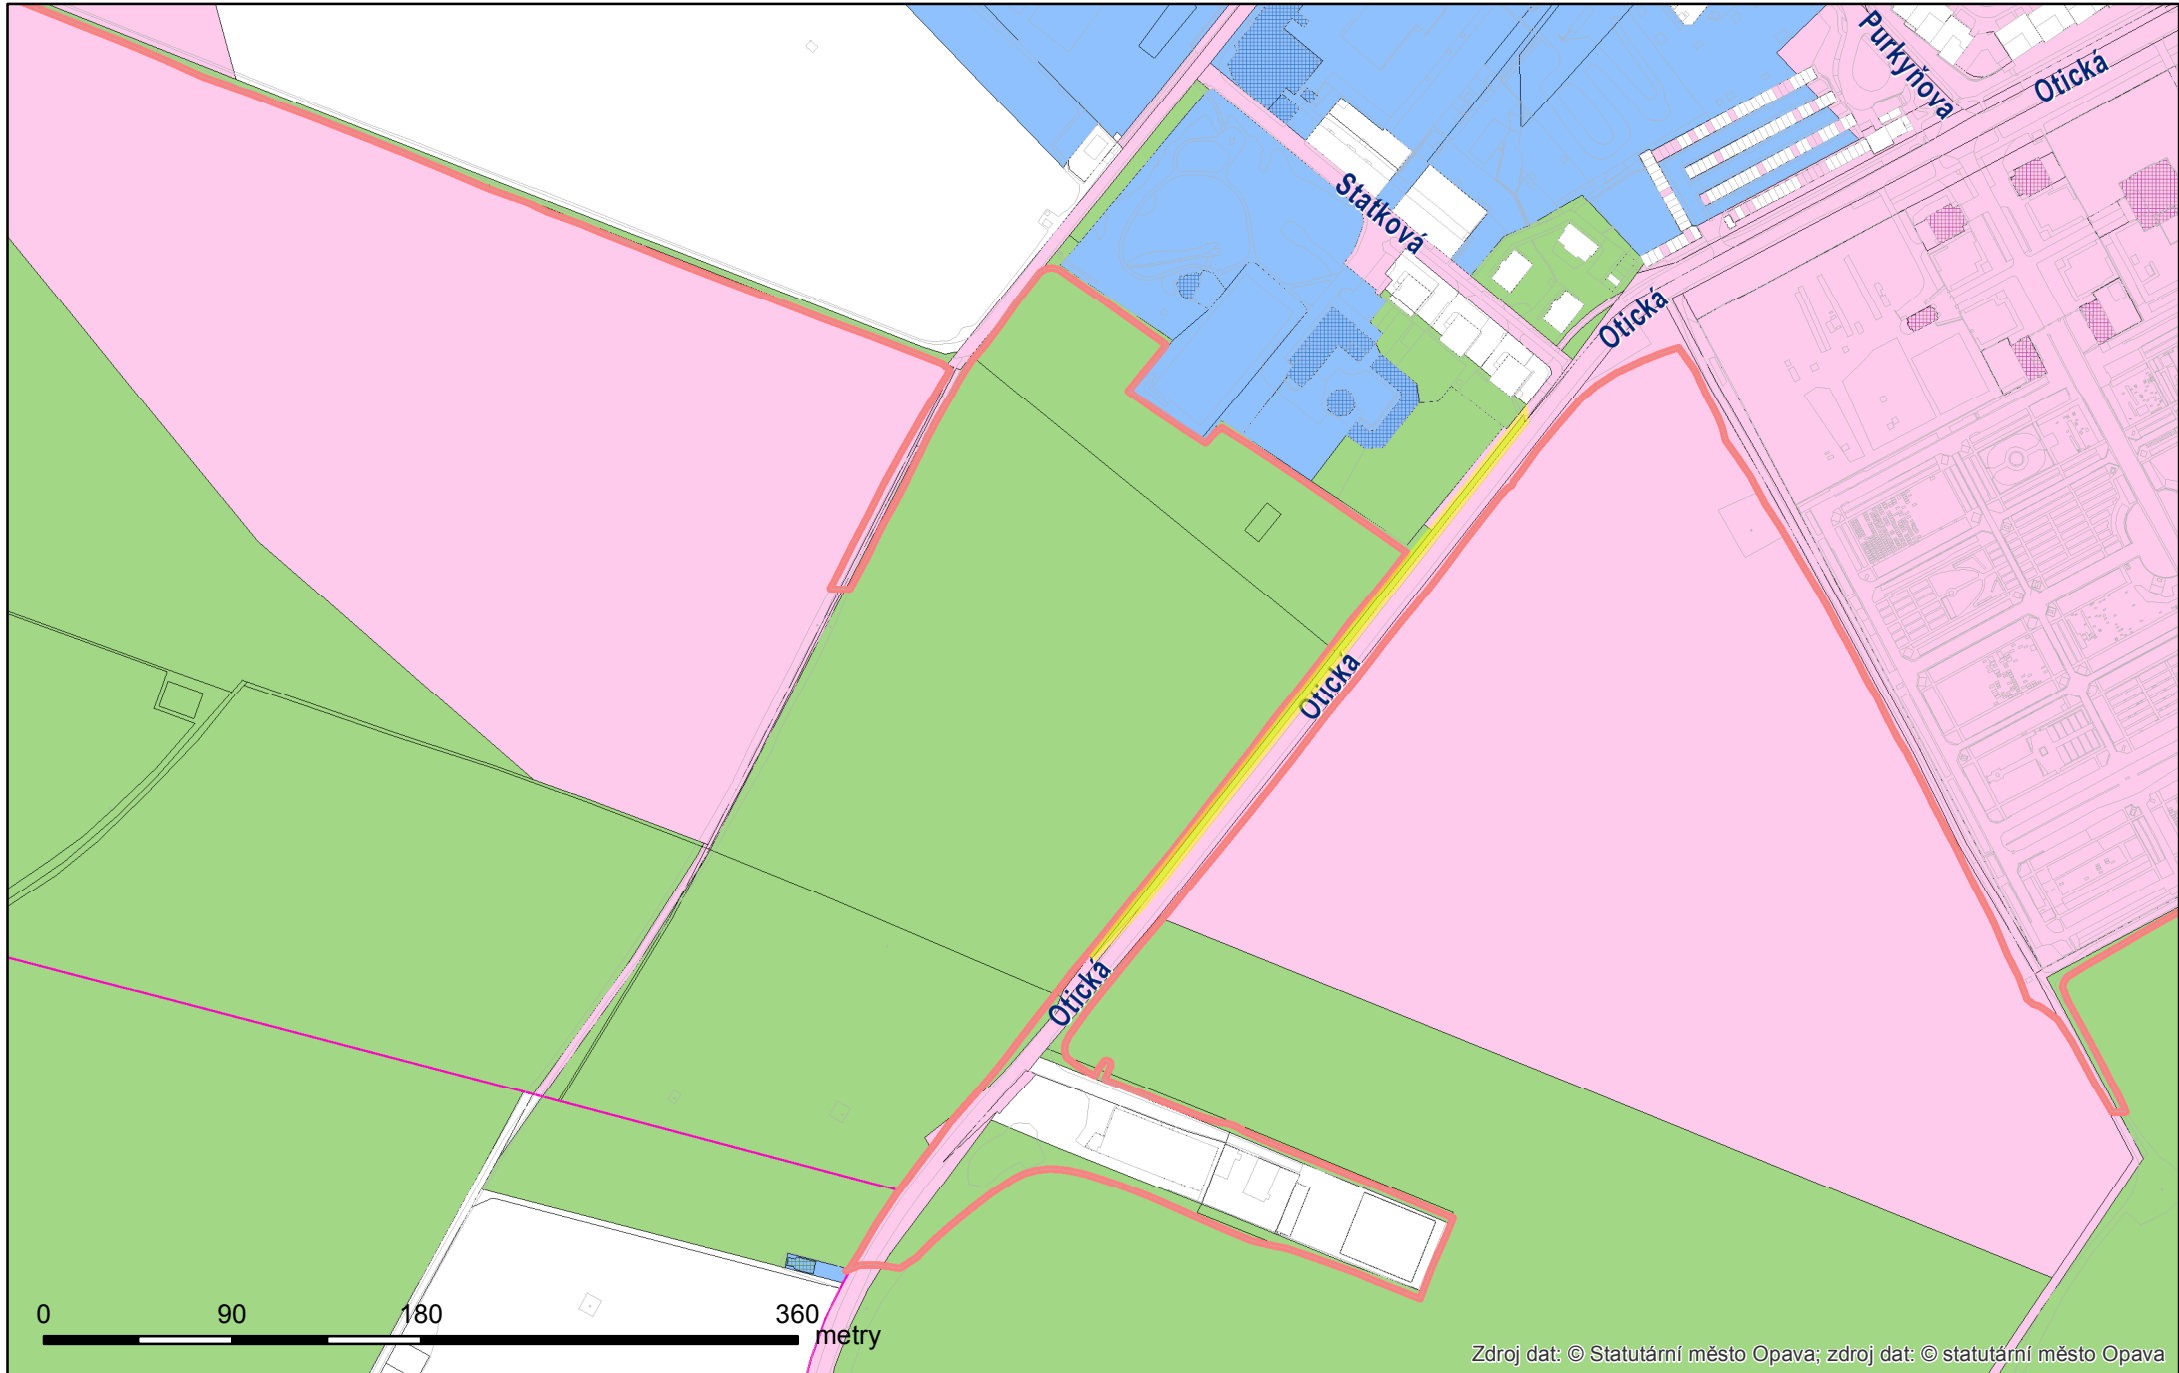 Purkyňova
Otická
Statková
Otická
Otická
Otická
0 90 180 360
metry
Zdroj dat: © Statutární město Opava; zdroj dat: © statutární město Opava